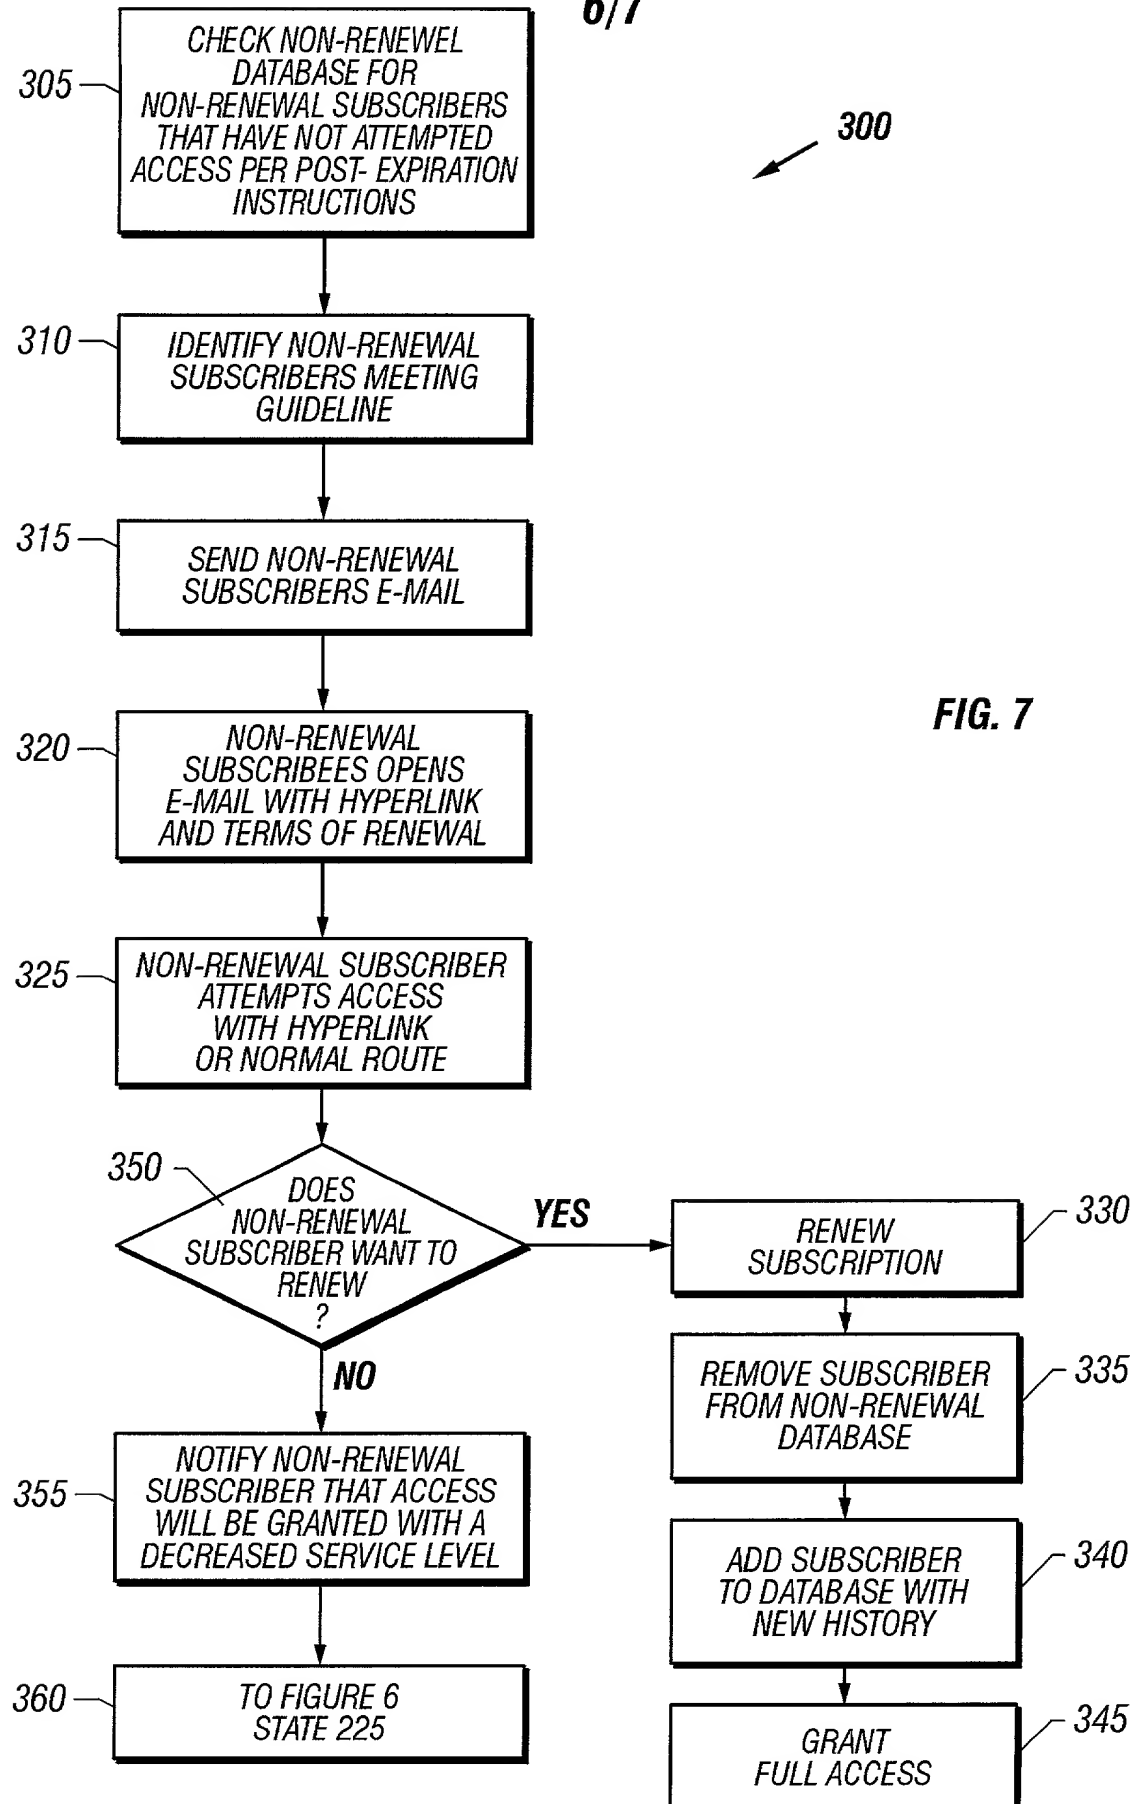 6/7
305
CHECK NON-RENEWEL
DATABASE FOR
NON-RENEWAL SUBSCRIBERS
THAT HAVE NOT ATTEMPTED
ACCESS PER POST- EXPIRATION
INSTRUCTIONS
300
310
IDENTIFY NON-RENEWAL
SUBSCRIBERS MEETING
GUIDELINE
315
SEND NON-RENEWAL
SUBSCRIBERS E-MAIL
320
NON-RENEWAL
SUBSCRIBEES OPENS
E-MAIL WITH HYPERLINK
AND TERMS OF RENEWAL
FIG. 7
325
NON-RENEWAL SUBSCRIBER
ATTEMPTS ACCESS
WITH HYPERLINK
OR NORMAL ROUTE
350
DOES
NON-RENEWAL
SUBSCRIBER WANT TO
RENEW
?
YES
NO
330
RENEW
SUBSCRIPTION
335
REMOVE SUBSCRIBER
FROM NON-RENEWAL
DATABASE
340
ADD SUBSCRIBER
TO DATABASE WITH
NEW HISTORY
345
GRANT
FULL ACCESS
355
NOTIFY NON-RENEWAL
SUBSCRIBER THAT ACCESS
WILL BE GRANTED WITH A
DECREASED SERVICE LEVEL
360
TO FIGURE 6
STATE 225